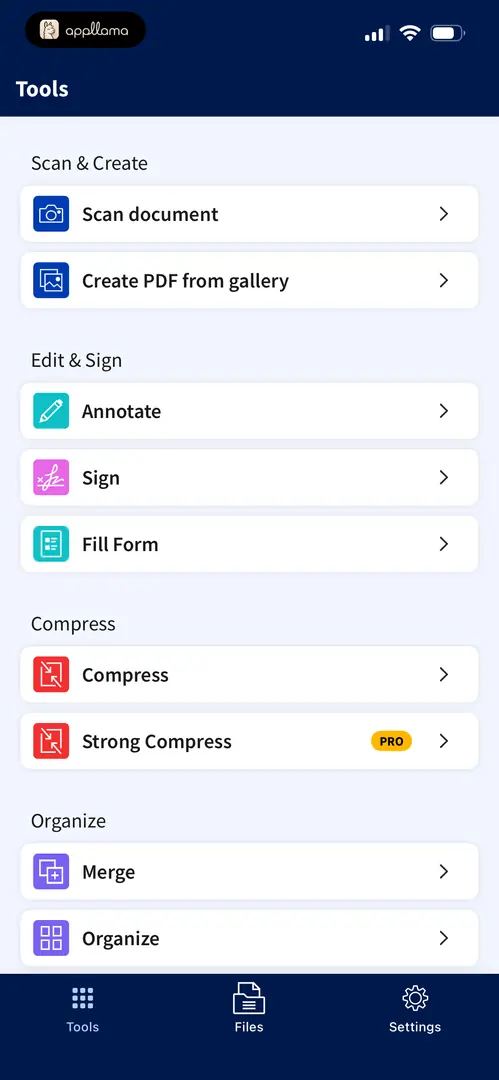 appllama
Tools
Scan & Create
Scan document
Create PDF from gallery
Edit & Sign
Annotate
Sign
Fill Form
Compress
Compress
Strong Compress PRO
Organize
Merge
Organize
Tools Files Settings